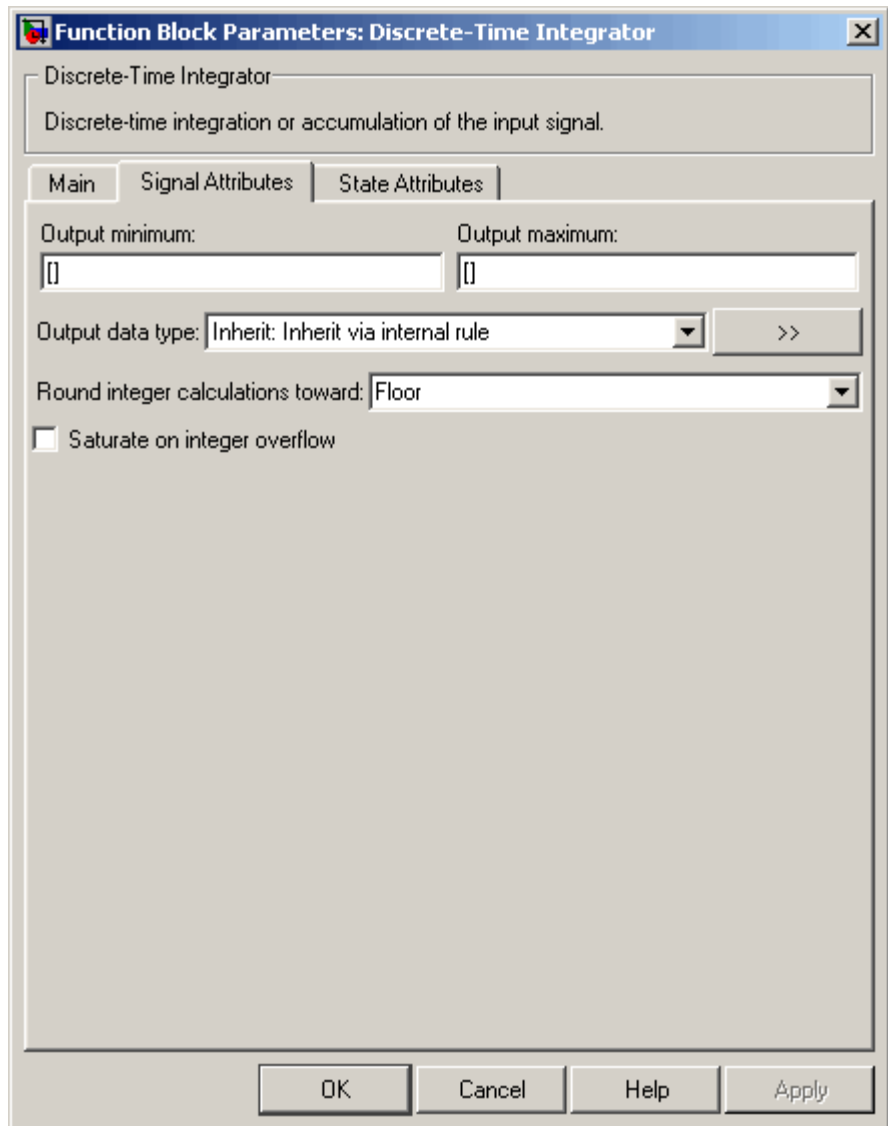 Function Block Parameters: Discrete-Time Integrator
Discrete-Time Integrator
Discrete-time integration or accumulation of the input signal.
Main Signal Attributes State Attributes
Output minimum: Output maximum:
[] []
Output data type: Inherit: Inherit via internal rule >>
Round integer calculations toward: Floor
Saturate on integer overflow
OK Cancel Help Apply